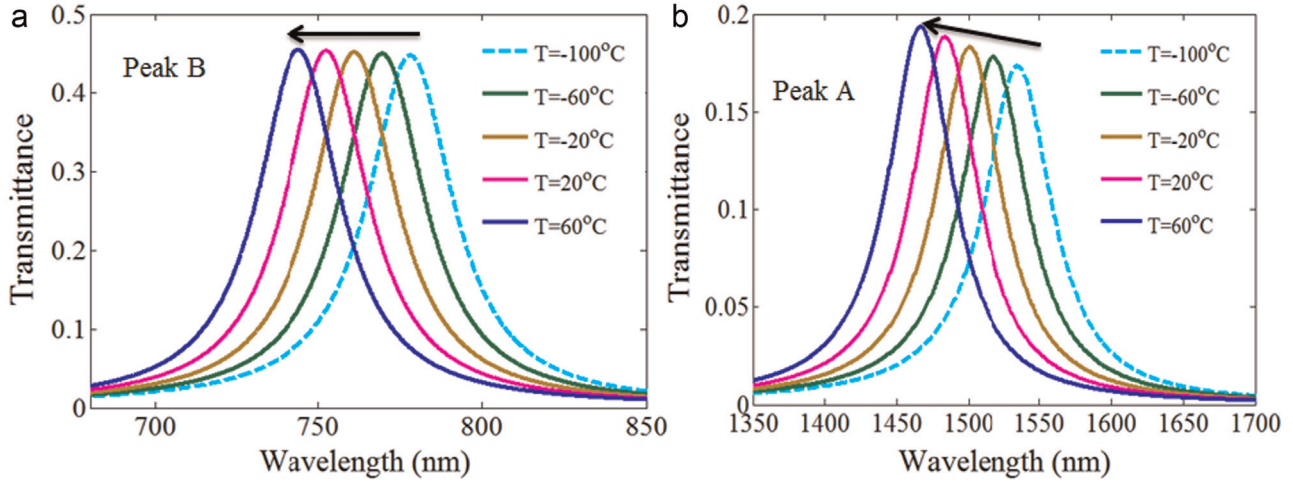 a
0.5
0.4
0.3
0.2
0.1
0
Transmittance
Peak B
T=-100°C
T=-60°C
T=-20°C
T=20°C
T=60°C
700
750
800
850
Wavelength (nm)
b
0.2
0.15
0.1
0.05
0
Transmittance
Peak A
T=-100°C
T=-60°C
T=-20°C
T=20°C
T=60°C
1350
1400
1450
1500
1550
1600
1650
1700
Wavelength (nm)